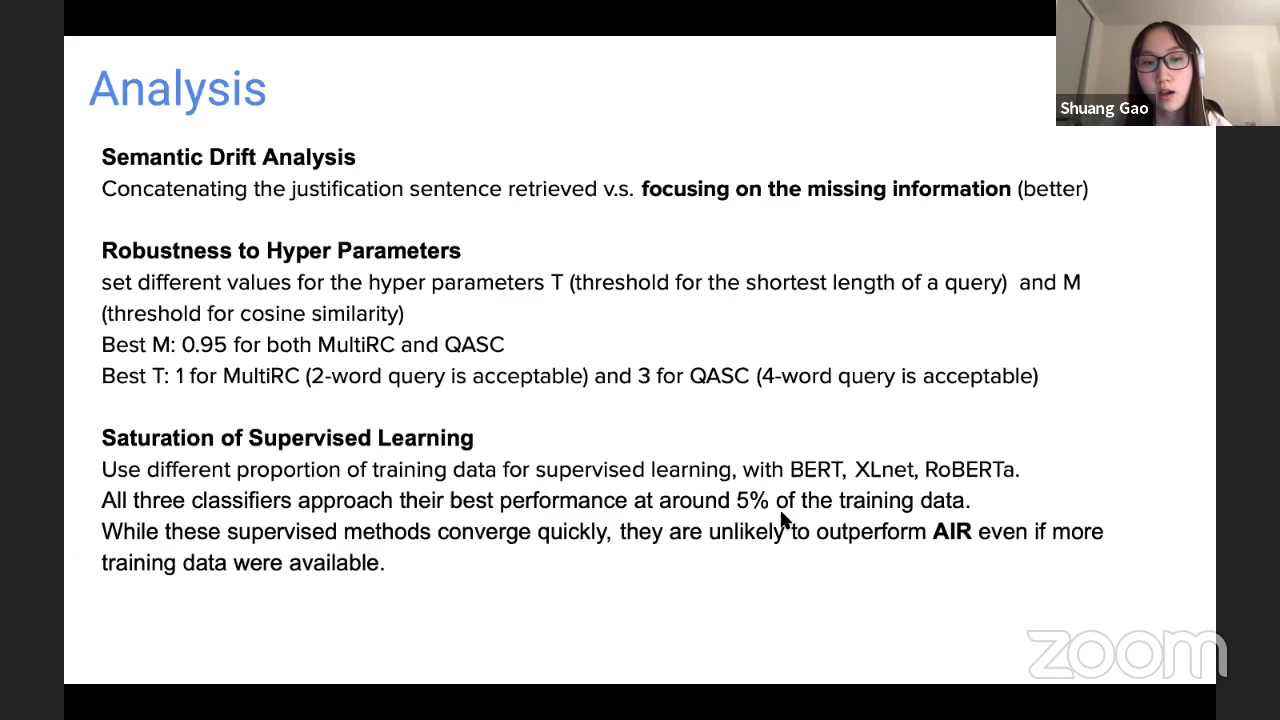 Analysis
Shuang Gao
Semantic Drift Analysis
Concatenating the justification sentence retrieved v.s. focusing on the missing information (better)
Robustness to Hyper Parameters
set different values for the hyper parameters T (threshold for the shortest length of a query)  and M
(threshold for cosine similarity)
Best M: 0.95 for both MultiRC and QASC
Best T: 1 for MultiRC (2-word query is acceptable) and 3 for QASC (4-word query is acceptable)
Saturation of Supervised Learning
Use different proportion of training data for supervised learning, with BERT, XLnet, RoBERTa.
All three classifiers approach their best performance at around 5% of the training data.
While these supervised methods converge quickly, they are unlikely to outperform AIR even if more
training data were available.
zoom